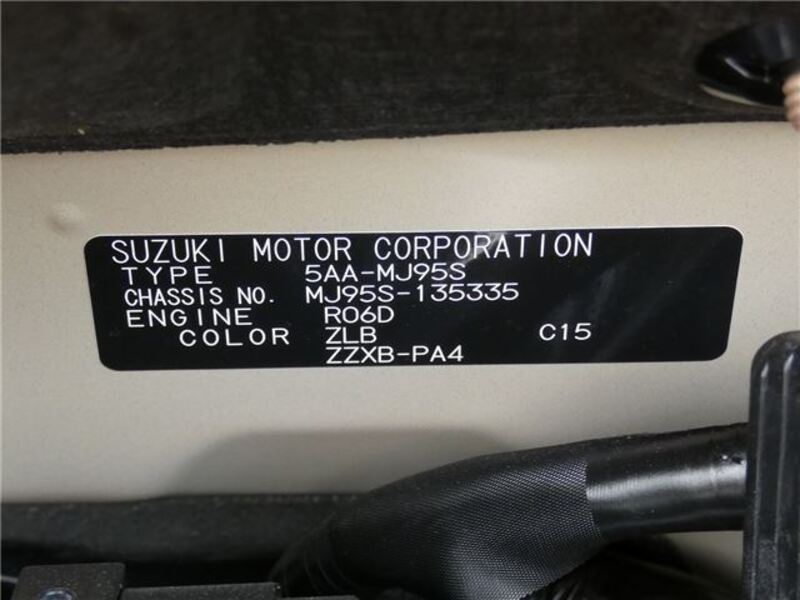 SUZUKI MOTOR CORPORATION
TYPE 5AA-MJ95S
CHASSIS NO. MJ95S-135335
ENGINE R06D
COLOR ZLB C15
ZZXB-PA4